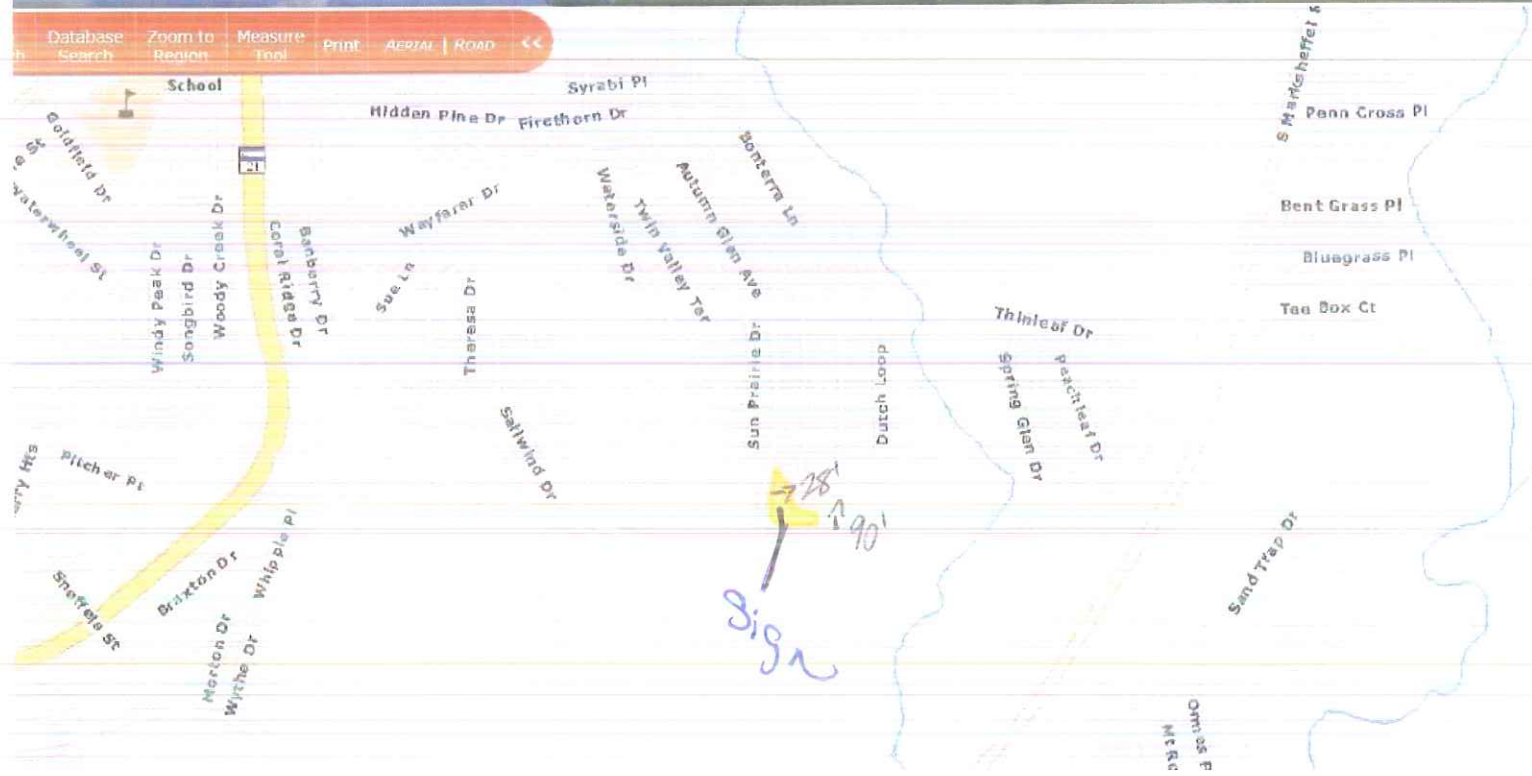 Database Search
Zoom to Region
Measure Tool
Print
AERIAL | ROAD
<<
School
Syrabi Pl
Hidden Pine Dr
Firethorn Dr
Penn Cross Pl
Goldfield Dr
21
Bonterra Ln
Autumn Glen Ave
Waterside Dr
Twin Valley Ter
Wayfarer Dr
Waterwheel St
Windy Peak Dr
Songbird Dr
Woody Creek Dr
Coral Ridge Dr
Banberry Dr
Sue Ln
Theresa Dr
Bent Grass Pl
Bluegrass Pl
Tee Box Ct
Thinleaf Dr
Sun Prairie Dr
Dutch Loop
Spring Glen Dr
Peachleaf Dr
Sailwind Dr
Pitcher Pt
→ 28'
↑ 90'
Sign
Whipple Pl
Braxton Dr
Sneffels St
Morton Dr
Wythe Dr
Sand Trap Dr